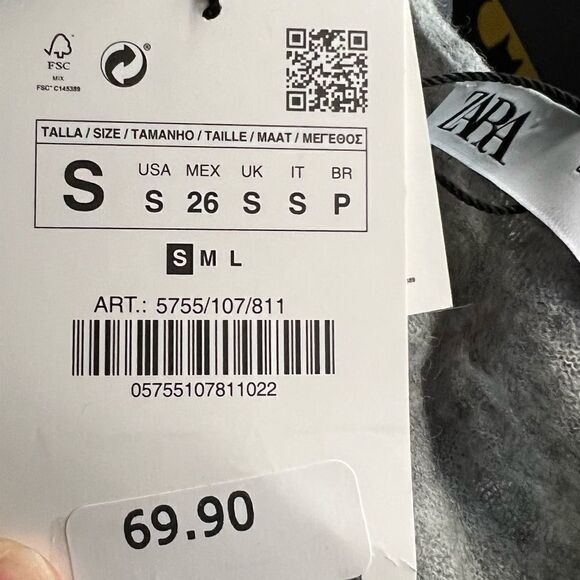 FSC
MIX
FSC® C145389
TALLA / SIZE / TAMANHO / TAILLE / MAAT / ΜΕΓΕΘΟΣ
S
USA MEX UK IT BR
S 26 S S P
S M L
ART.: 5755/107/811
05755107811022
69.90
ZARA